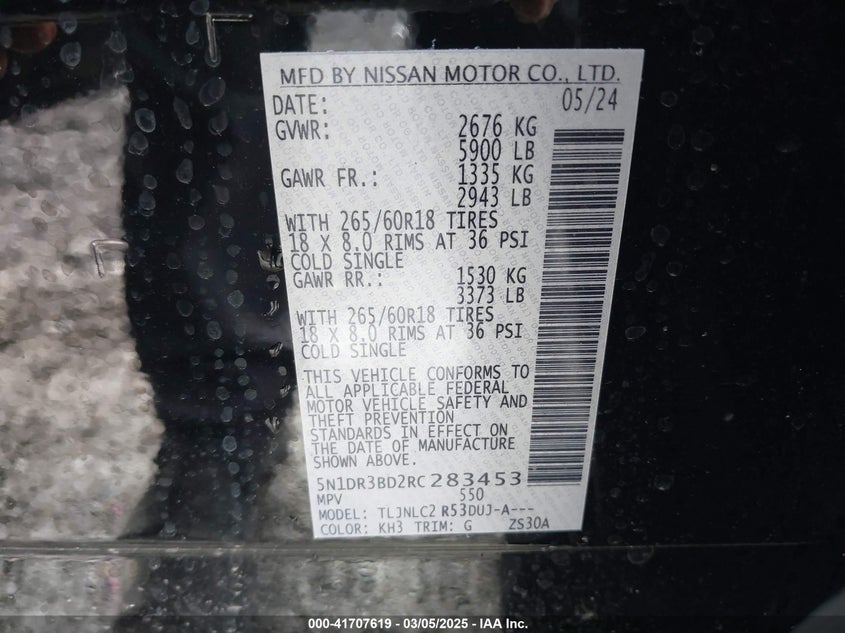 MFD BY NISSAN MOTOR CO., LTD.
DATE: 05/24
GVWR: 2676 KG
5900 LB
GAWR FR.: 1335 KG
2943 LB
WITH 265/60R18 TIRES
18 X 8.0 RIMS AT 36 PSI
COLD SINGLE
GAWR RR.: 1530 KG
3373 LB
WITH 265/60R18 TIRES
18 X 8.0 RIMS AT 36 PSI
COLD SINGLE
THIS VEHICLE CONFORMS TO
ALL APPLICABLE FEDERAL
MOTOR VEHICLE SAFETY AND
THEFT PREVENTION
STANDARDS IN EFFECT ON
THE DATE OF MANUFACTURE
SHOWN ABOVE.
5N1DR3BD2RC283453
MPV 550
MODEL: TLJNLC2 R53DUJ-A---
COLOR: KH3 TRIM: G ZS30A
000-41707619 - 03/05/2025 - IAA Inc.